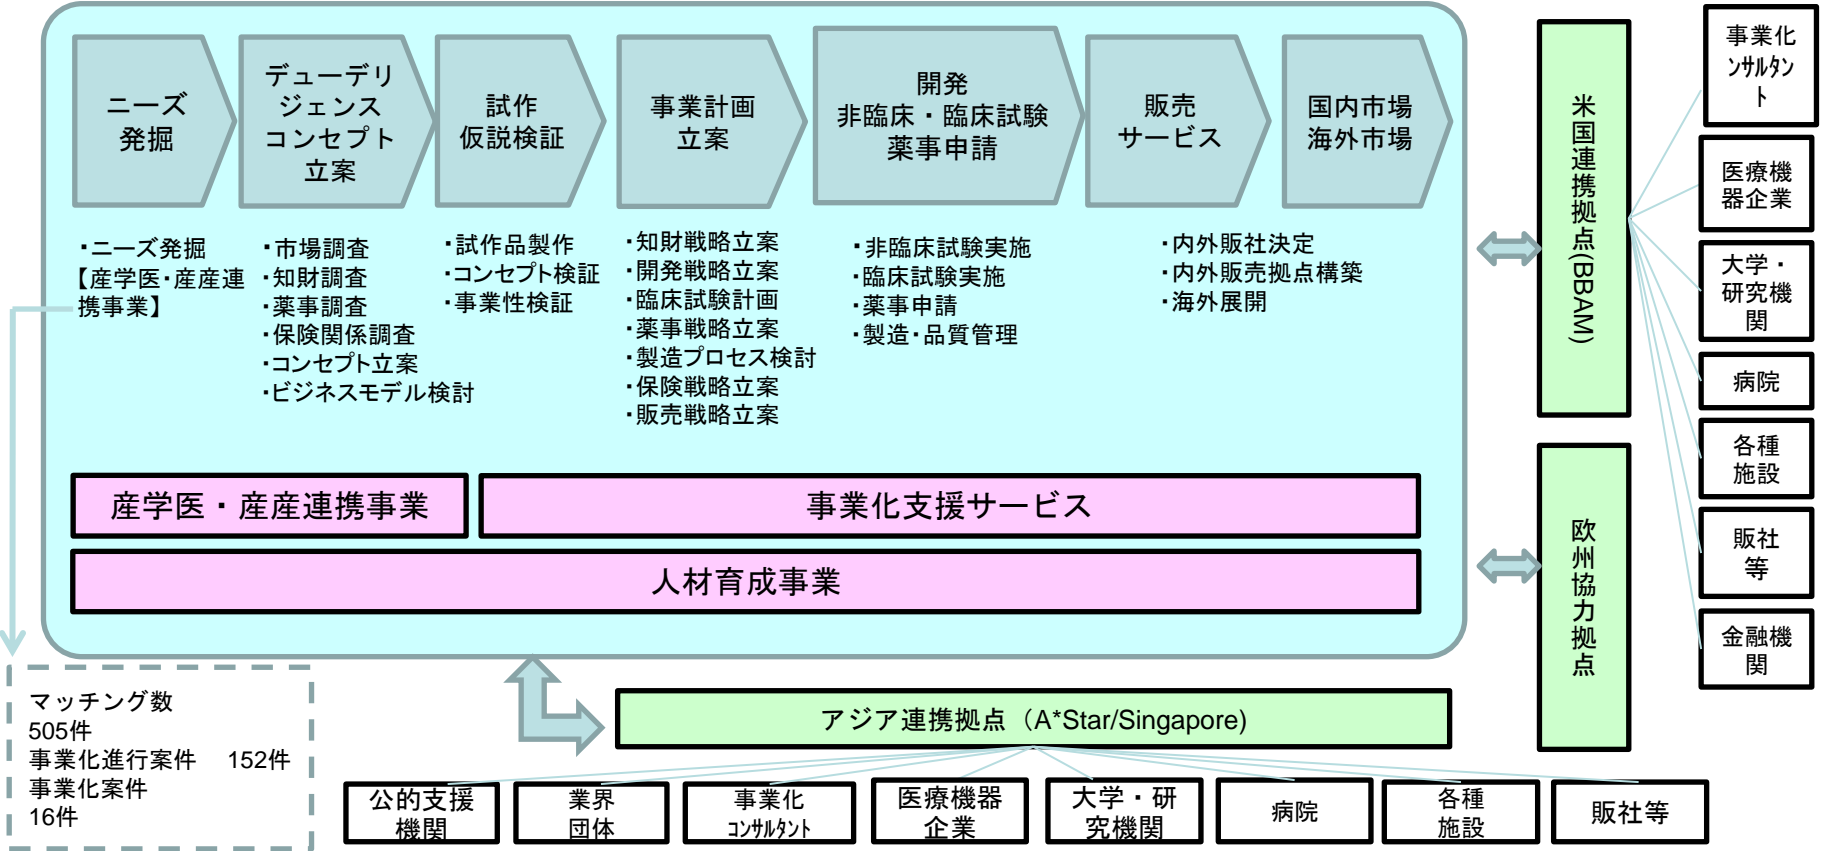 ニーズ
発掘
デューデリ
ジェンス
コンセプト
立案
試作
仮説検証
事業計画
立案
開発
非臨床・臨床試験
薬事申請
販売
サービス
国内市場
海外市場
・ニーズ発掘
【産学医・産産連
携事業】
・市場調査
・知財調査
・薬事調査
・保険関係調査
・コンセプト立案
・ビジネスモデル検討
・試作品製作
・コンセプト検証
・事業性検証
・知財戦略立案
・開発戦略立案
・臨床試験計画
・薬事戦略立案
・製造プロセス検討
・保険戦略立案
・販売戦略立案
・非臨床試験実施
・臨床試験実施
・薬事申請
・製造・品質管理
・内外販社決定
・内外販売拠点構築
・海外展開
産学医・産産連携事業
事業化支援サービス
人材育成事業
米国連携拠点(BBAM)
欧州協力拠点
事業化
ンサルタン
ト
医療機
器企業
大学・
研究機
関
病院
各種
施設
販社
等
金融機
関
マッチング数
505件
事業化進行案件 152件
事業化案件
16件
アジア連携拠点（A*Star/Singapore)
公的支援
機関
業界
団体
事業化
コンサルタント
医療機器
企業
大学・研
究機関
病院
各種
施設
販社等